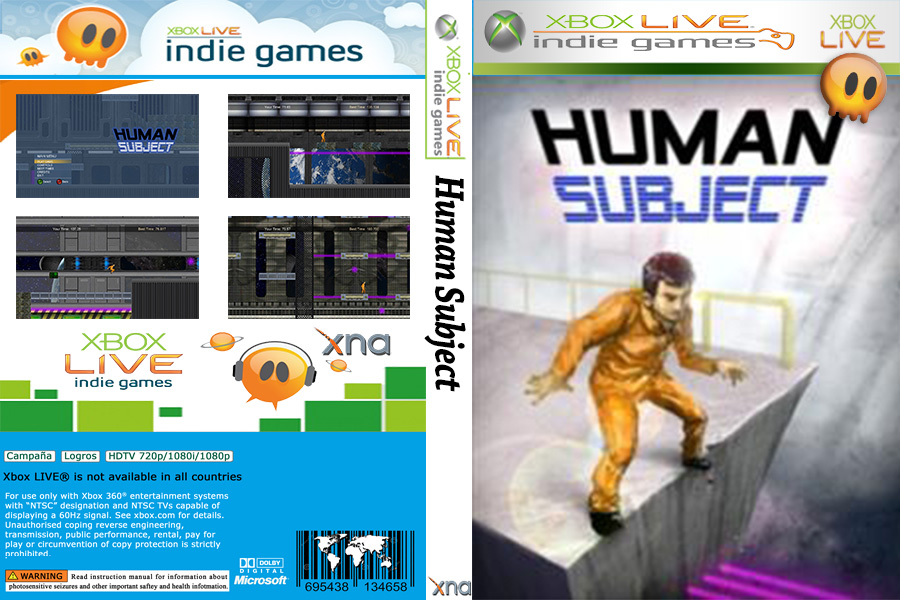 XBOX LIVE
indie games
HUMAN
SUBJECT
XBOX LIVE
indie games
xna
Campaña
Logros
HDTV 720p/1080i/1080p
Xbox LIVE® is not available in all countries
For use only with Xbox 360® entertainment systems
with “NTSC” designation and NTSC TVs capable of
displaying a 60Hz signal. See xbox.com for details.
Unauthorised coping reverse engineering,
transmission, public performance, rental, pay for
play or circumvention of copy protection is strictly
prohibited.
WARNING Read instruction manual for information about
photosensitive seizures and other important saftey and health infotmation.
DOLBY
DIGITAL
Microsoft
695438 134658
XBOX LIVE
indie games
Human Subject
xna
XBOX LIVE
indie games
XBOX
LIVE
HUMAN
SUBJECT